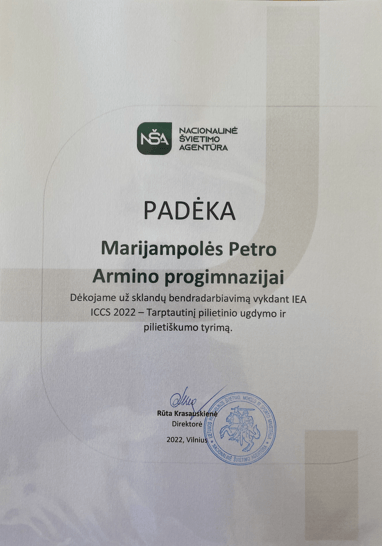 NŠA
NACIONALINĖ
ŠVIETIMO
AGENTŪRA
PADĖKA
Marijampolės Petro
Armino progimnazijai
Dėkojame už sklandų bendradarbiavimą vykdant IEA
ICCS 2022 – Tarptautinį pilietinio ugdymo ir
pilietiškumo tyrimą.
Rūta Krasauskienė
Direktorė
2022, Vilnius